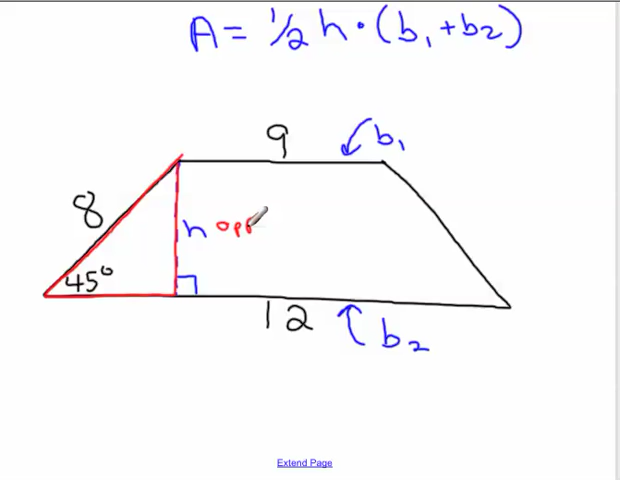 A = 1/2 h · (b₁ + b₂)
9
b₁
8
h opp
45°
12
b₂
Extend Page